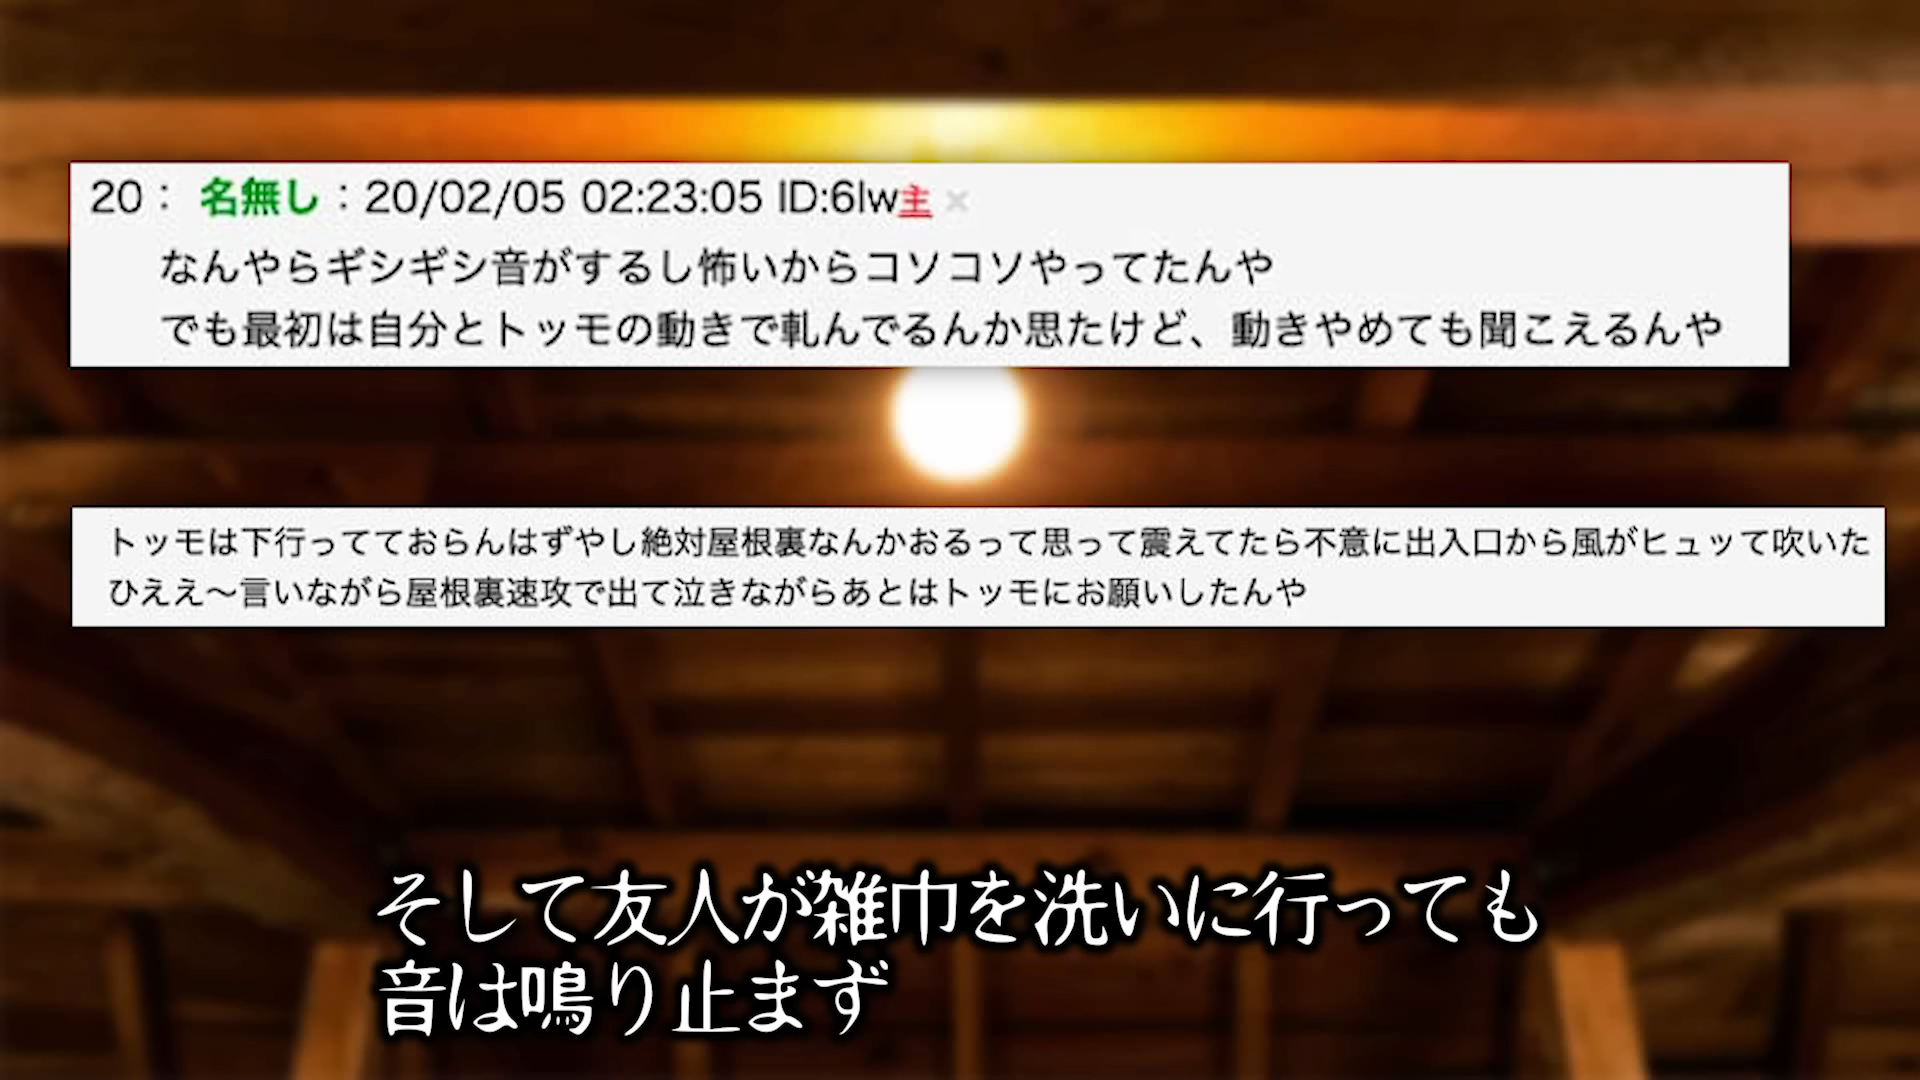 20： 名無し：20/02/05 02:23:05 ID:6lw主 ×
なんやらギシギシ音がするし怖いからコソコソやってたんや
でも最初は自分とトッモの動きで軋んでるんか思たけど、動きやめても聞こえるんや
トッモは下行ってておらんはずやし絶対屋根裏なんかおるって思って震えてたら不意に出入口から風がヒュッて吹いた
ひええ～言いながら屋根裏速攻で出て泣きながらあとはトッモにお願いしたんや
そして友人が雑巾を洗いに行っても
音は鳴り止まず